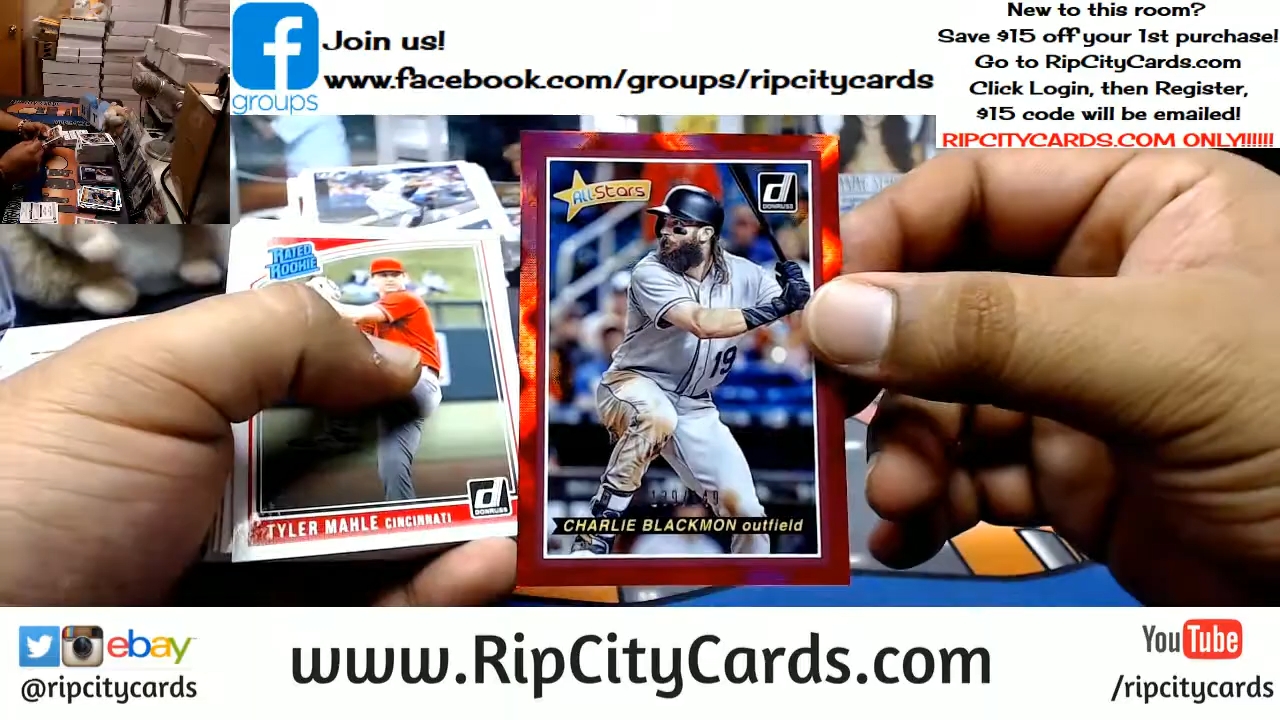 Join us!
www.facebook.com/groups/ripcitycards
groups
New to this room?
Save $15 off your 1st purchase!
Go to RipCityCards.com
Click Login, then Register,
$15 code will be emailed!
RIPCITYCARDS.COM ONLY!!!!!!
RATED
ROOKIE
DONRUSS
TYLER MAHLE CINCINNATI
All-Stars
DONRUSS
19
CHARLIE BLACKMON outfield
ebay
@ripcitycards
www.RipCityCards.com
YouTube
/ripcitycards